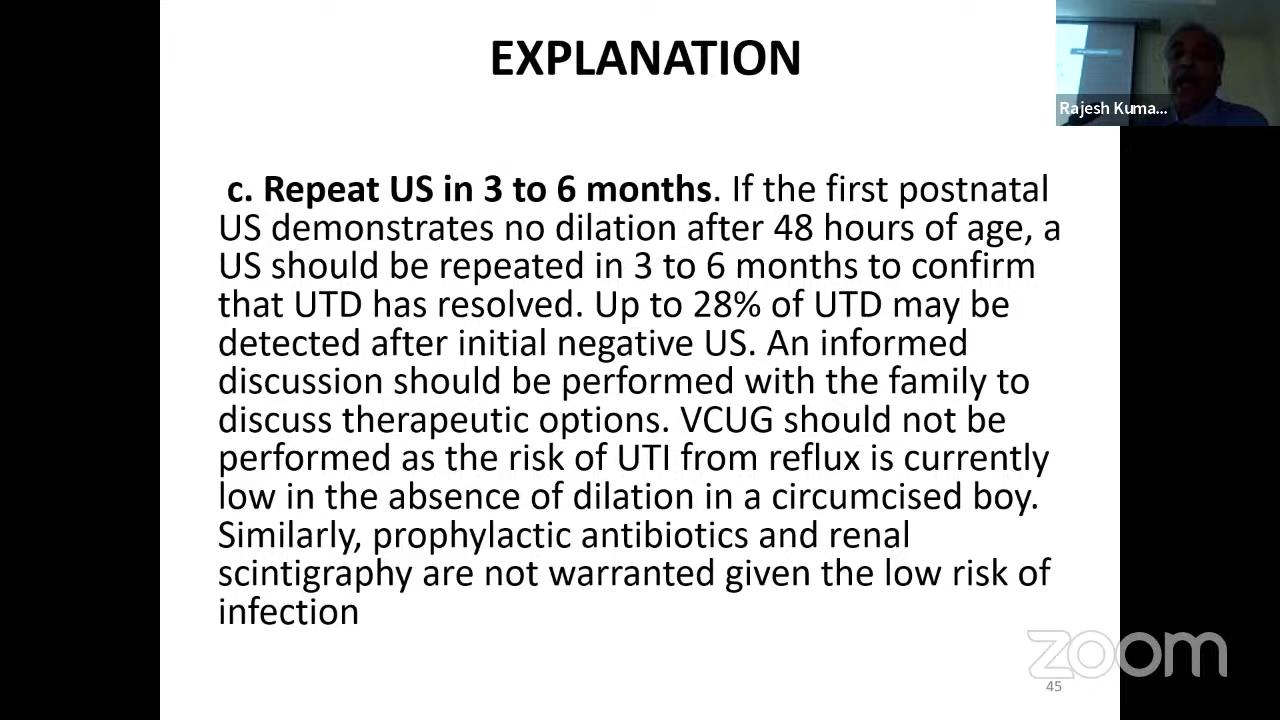 EXPLANATION
Rajesh Kuma...
c. Repeat US in 3 to 6 months. If the first postnatal
US demonstrates no dilation after 48 hours of age, a
US should be repeated in 3 to 6 months to confirm
that UTD has resolved. Up to 28% of UTD may be
detected after initial negative US. An informed
discussion should be performed with the family to
discuss therapeutic options. VCUG should not be
performed as the risk of UTI from reflux is currently
low in the absence of dilation in a circumcised boy.
Similarly, prophylactic antibiotics and renal
scintigraphy are not warranted given the low risk of
infection
zoom
45